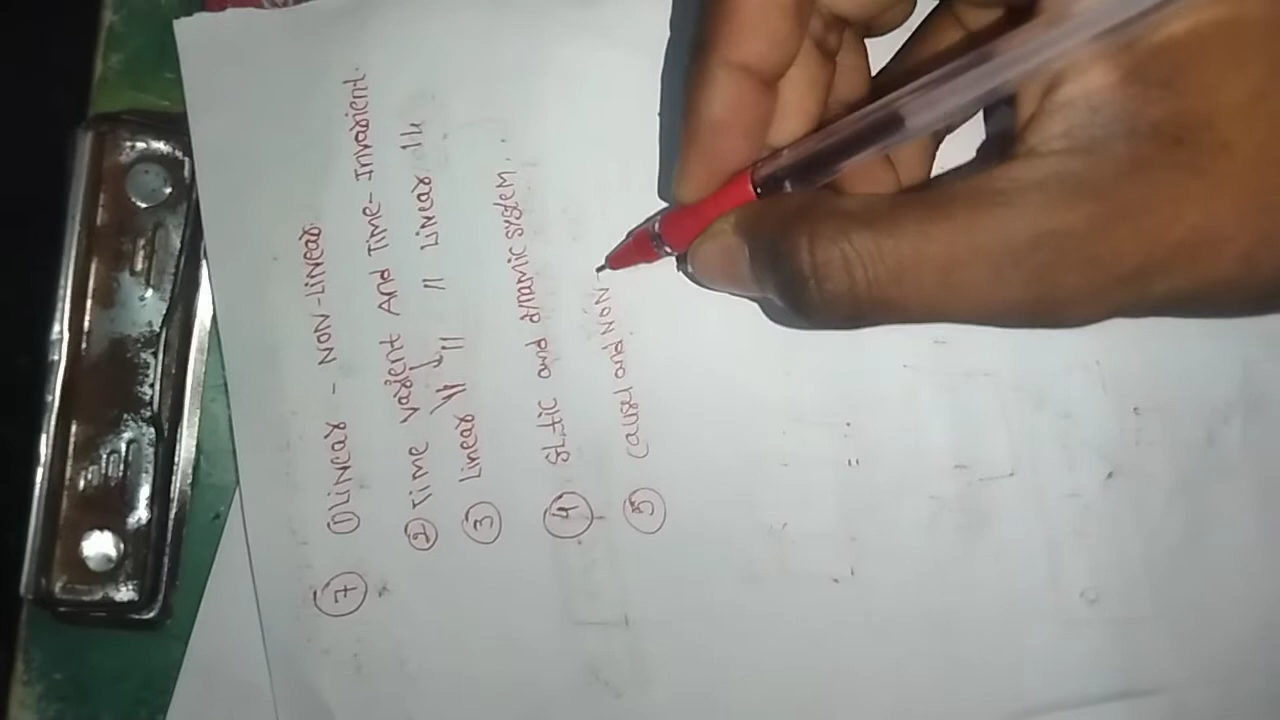 ⑦ ① Linear - NON-Linear.
② Time varient And Time-Invarient.
③ Linear 〃 〃 〃 Linear 〃
④ static and dynamic system.
⑤ causel and NON-